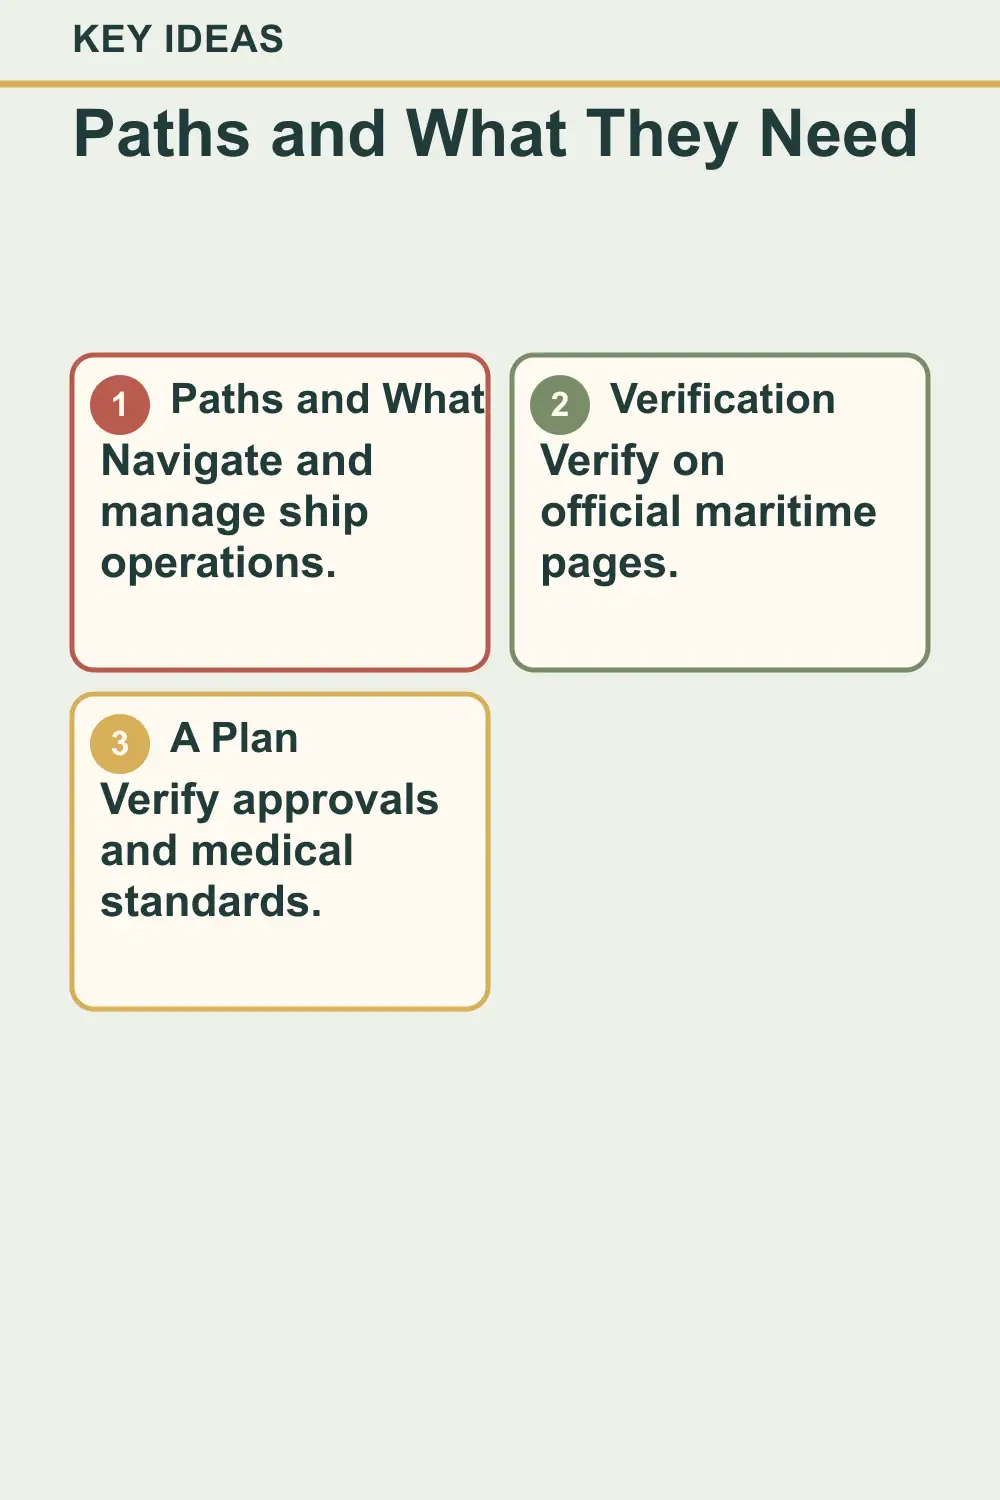 KEY IDEAS
Paths and What They Need
1 Paths and What
Navigate and
manage ship
operations.
2 Verification
Verify on
official maritime
pages.
3 A Plan
Verify approvals
and medical
standards.